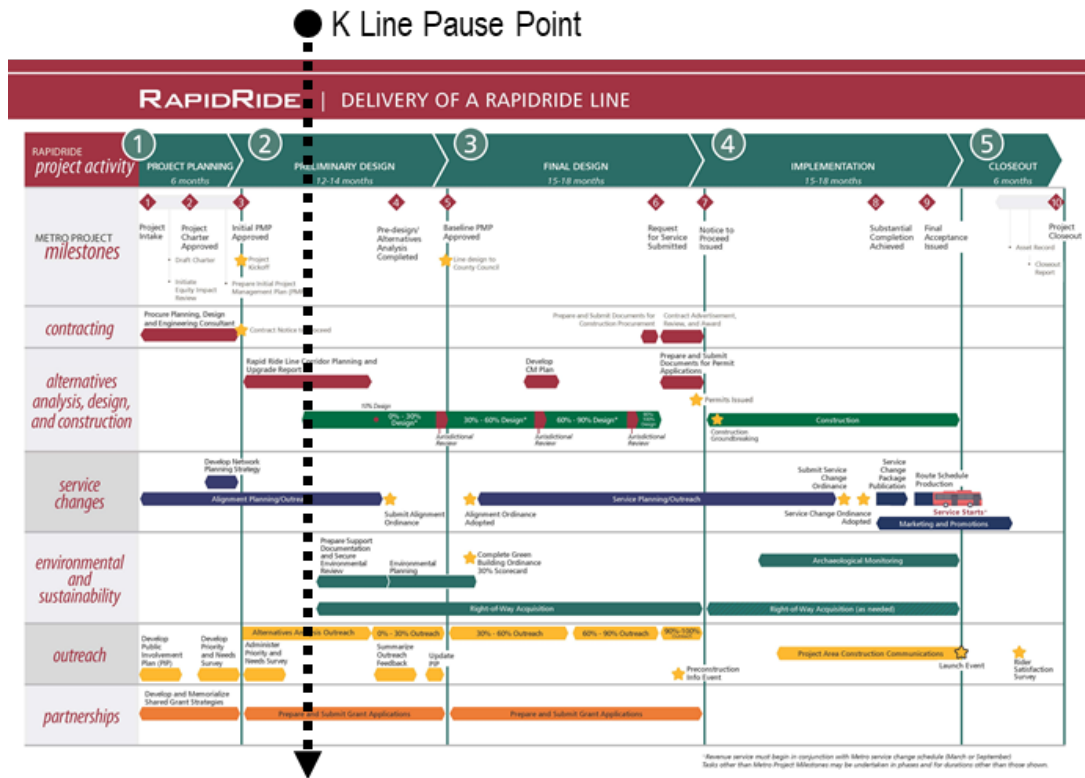 K Line Pause Point
RAPIDRIDE | DELIVERY OF A RAPIDRIDE LINE
RAPIDRIDE
project activity
1
PROJECT PLANNING
6 months
2
PRELIMINARY DESIGN
12-14 months
3
FINAL DESIGN
15-18 months
4
IMPLEMENTATION
15-18 months
5
CLOSEOUT
6 months
METRO PROJECT
milestones
1
Project
Intake
2
Project
Charter
Approved
• Draft Charter
• Initiate
Equity Impact
Review
3
Initial PMP
Approved
Project
Kickoff
• Prepare Initial Project
Management Plan (PMP)
4
Pre-design/
Alternatives
Analysis
Completed
5
Baseline PMP
Approved
Line design to
County Council
6
Request
for Service
Submitted
7
Notice to
Proceed
Issued
8
Substantial
Completion
Achieved
9
Final
Acceptance
Issued
10
Project
Closeout
• Asset Record
• Closeout
Report
contracting
Procure Planning, Design
and Engineering Consultant
Contract Notice to Proceed
Prepare and Submit Documents for
Construction Procurement
Contract Advertisement,
Review, and Award
alternatives
analysis, design,
and construction
Rapid Ride Line Corridor Planning and
Upgrade Report
Develop
CM Plan
Prepare and Submit
Documents for Permit
Applications
Permits Issued
10% Design
0% - 30%
Design*
30% - 60% Design*
60% - 90% Design*
90%
100%
Design
Jurisdictional
Review
Jurisdictional
Review
Jurisdictional
Review
Construction
Construction
Groundbreaking
service
changes
Develop Network
Planning Strategy
Alignment Planning/Outreach
Submit Alignment
Ordinance
Alignment Ordinance
Adopted
Service Planning/Outreach
Submit Service
Change
Ordinance
Service Change Ordinance
Adopted
Service
Change
Package
Publication
Route Schedule
Production
Service Starts
Marketing and Promotions
environmental
and
sustainability
Prepare Support
Documentation
and Secure
Environmental
Review
Environmental
Planning
Complete Green
Building Ordinance
30% Scorecard
Archaeological Monitoring
Right-of-Way Acquisition
Right-of-Way Acquisition (as needed)
outreach
Develop
Public
Involvement
Plan (PIP)
Develop
Priority and
Needs
Survey
Alternatives Analysis Outreach
Administer
Priority and
Needs Survey
0% - 30% Outreach
Summarize
Outreach
Feedback
Update
PIP
30% - 60% Outreach
60% - 90% Outreach
90%-100%
Preconstruction
Info Event
Project Area Construction Communications
Launch Event
Rider
Satisfaction
Survey
partnerships
Develop and Memorialize
Shared Grant Strategies
Prepare and Submit Grant Applications
Prepare and Submit Grant Applications
Revenue service must begin in conjunction with Metro service change schedule (March or September)
Tasks other than Metro Project Milestones may be undertaken in phases and for durations other than those shown.